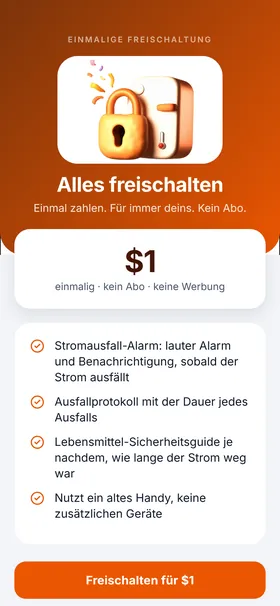 EINMALIGE FREISCHALTUNG
Alles freischalten
Einmal zahlen. Für immer deins. Kein Abo.
$1
einmalig · kein Abo · keine Werbung
Stromausfall-Alarm: lauter Alarm
und Benachrichtigung, sobald der
Strom ausfällt
Ausfallprotokoll mit der Dauer jedes
Ausfalls
Lebensmittel-Sicherheitsguide je
nachdem, wie lange der Strom weg
war
Nutzt ein altes Handy, keine
zusätzlichen Geräte
Freischalten für $1